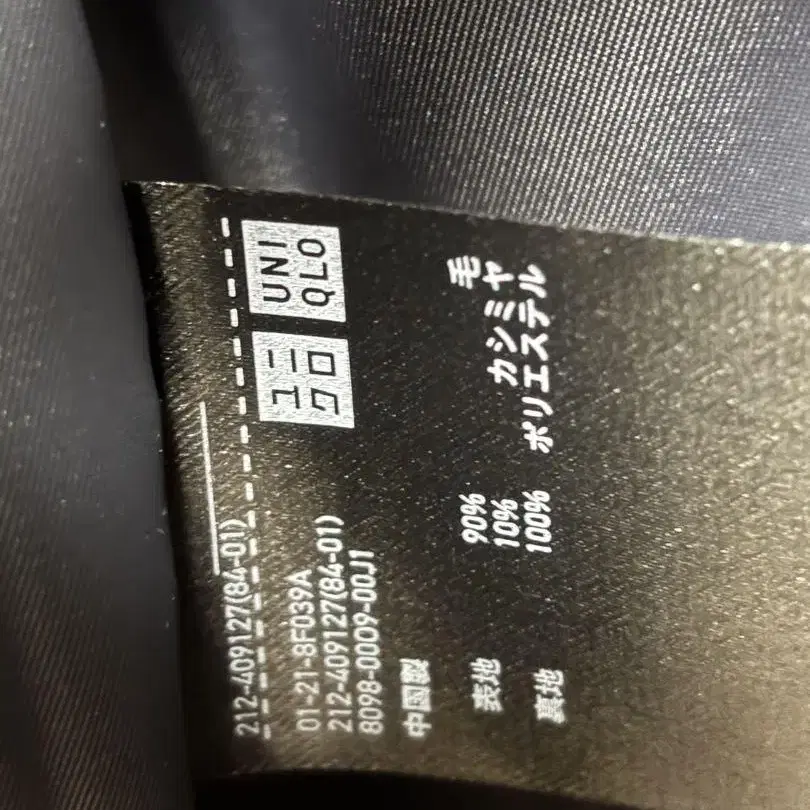 212-409127(84-01)
ユニ
クロ
UNI
QLO
01-21-8F039A
212-409127(84-01)
8098-0009-00J1
中国製
表地 90% 毛
10% カシミヤ
裏地 100% ポリエステル